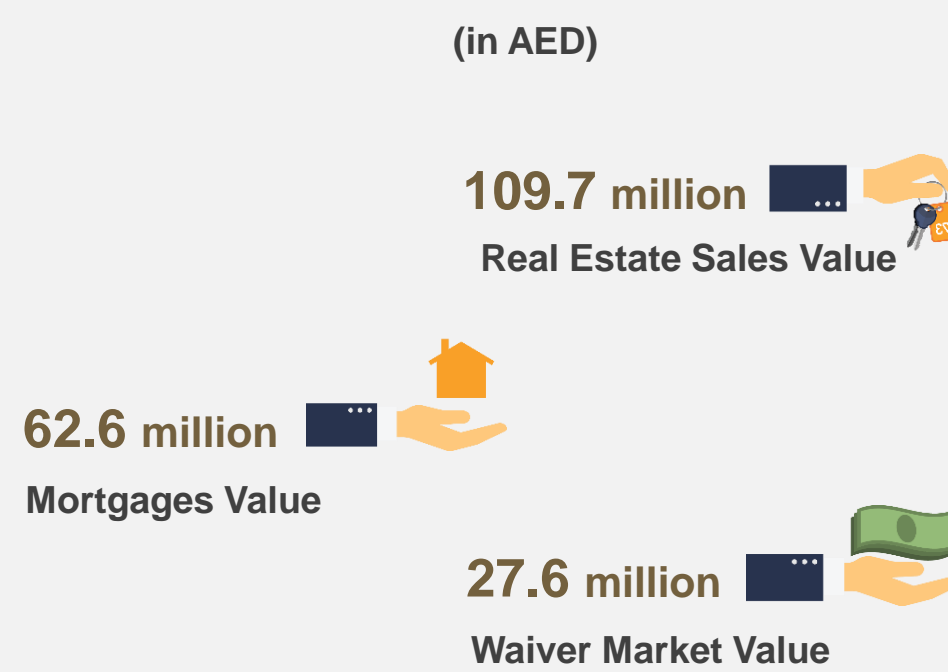 (in AED)
109.7 million
Real Estate Sales Value
62.6 million
Mortgages Value
27.6 million
Waiver Market Value